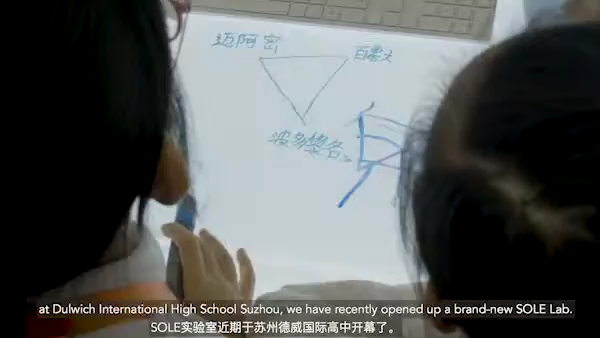 迈阿密
百慕大
波多黎各
at Dulwich International High School Suzhou, we have recently opened up a brand-new SOLE Lab.
SOLE实验室近期于苏州德威国际高中开幕了。